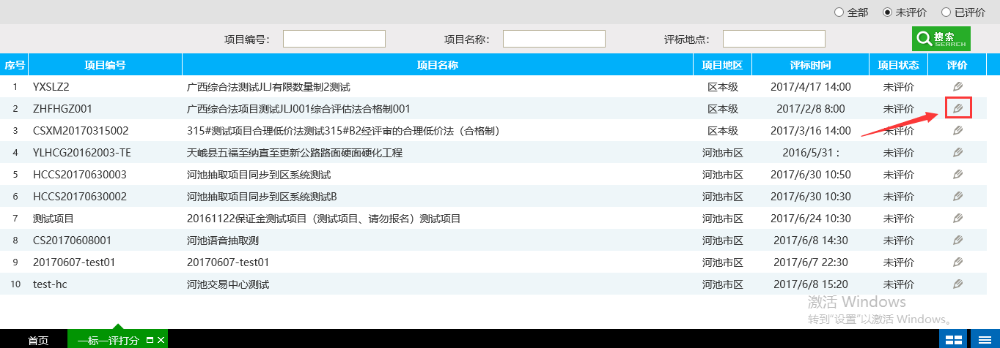 全部 未评价 已评价
项目编号： 项目名称： 评标地点： 搜索 SEARCH
序号 项目编号 项目名称 项目地区 评标时间 项目状态 评价
1 YXSLZ2 广西综合法测试JLJ有限数量制2测试 区本级 2017/4/17 14:00 未评价
2 ZHFHGZ001 广西综合法项目测试JLJ001综合评估法合格制001 区本级 2017/2/8 8:00 未评价
3 CSXM20170315002 315#测试项目合理低价法测试315#B2经评审的合理低价法（合格制） 区本级 2017/3/16 14:00 未评价
4 YLHCG20162003-TE 天峨县五福至纳直至更新公路路面硬面硬化工程 河池市区 2016/5/31 : 未评价
5 HCCS20170630003 河池抽取项目同步到区系统测试 河池市区 2017/6/30 10:50 未评价
6 HCCS20170630002 河池抽取项目同步到区系统测试B 河池市区 2017/6/30 10:30 未评价
7 测试项目 20161122保证金测试项目（测试项目、请勿报名）测试项目 河池市区 2017/6/24 10:30 未评价
8 CS20170608001 河池语音抽取测 河池市区 2017/6/8 14:30 未评价
9 20170607-test01 20170607-test01 河池市区 2017/6/7 22:30 未评价
10 test-hc 河池交易中心测试 河池市区 2017/6/8 15:20 未评价
激活 Windows
转到"设置"以激活 Windows。
首页 一标一评打分